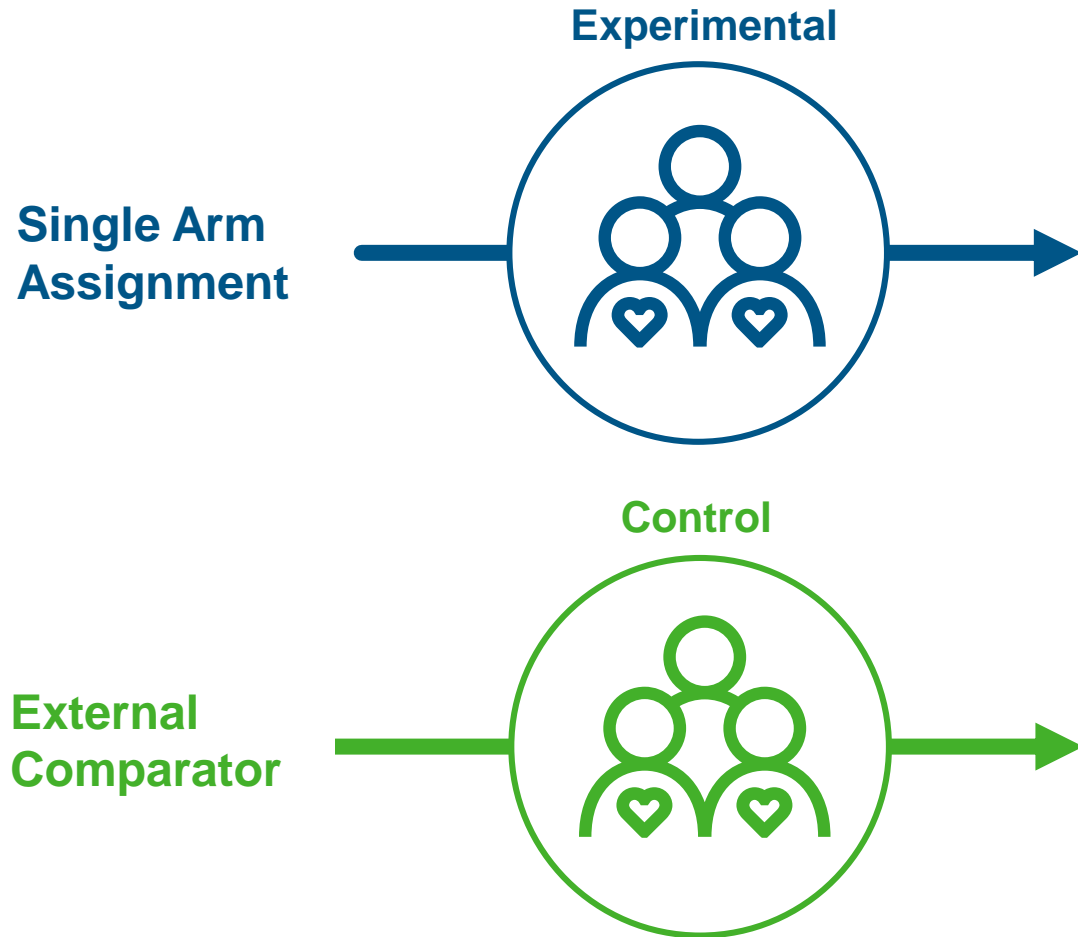 Experimental
Single Arm
Assignment
Control
External
Comparator